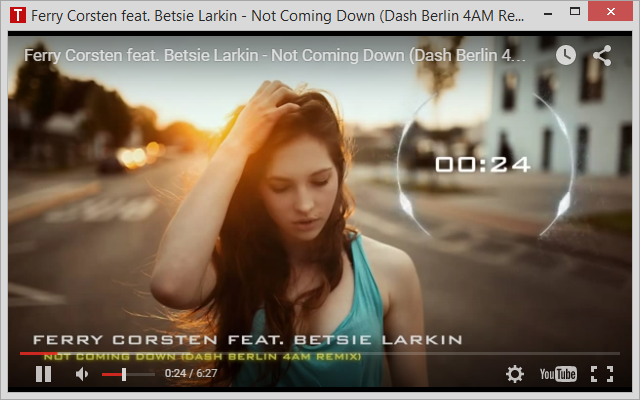 T Ferry Corsten feat. Betsie Larkin - Not Coming Down (Dash Berlin 4AM Re...
Ferry Corsten feat. Betsie Larkin - Not Coming Down (Dash Berlin 4...
00:24
FERRY CORSTEN FEAT. BETSIE LARKIN
NOT COMING DOWN (DASH BERLIN 4AM REMIX)
0:24 / 6:27
YouTube